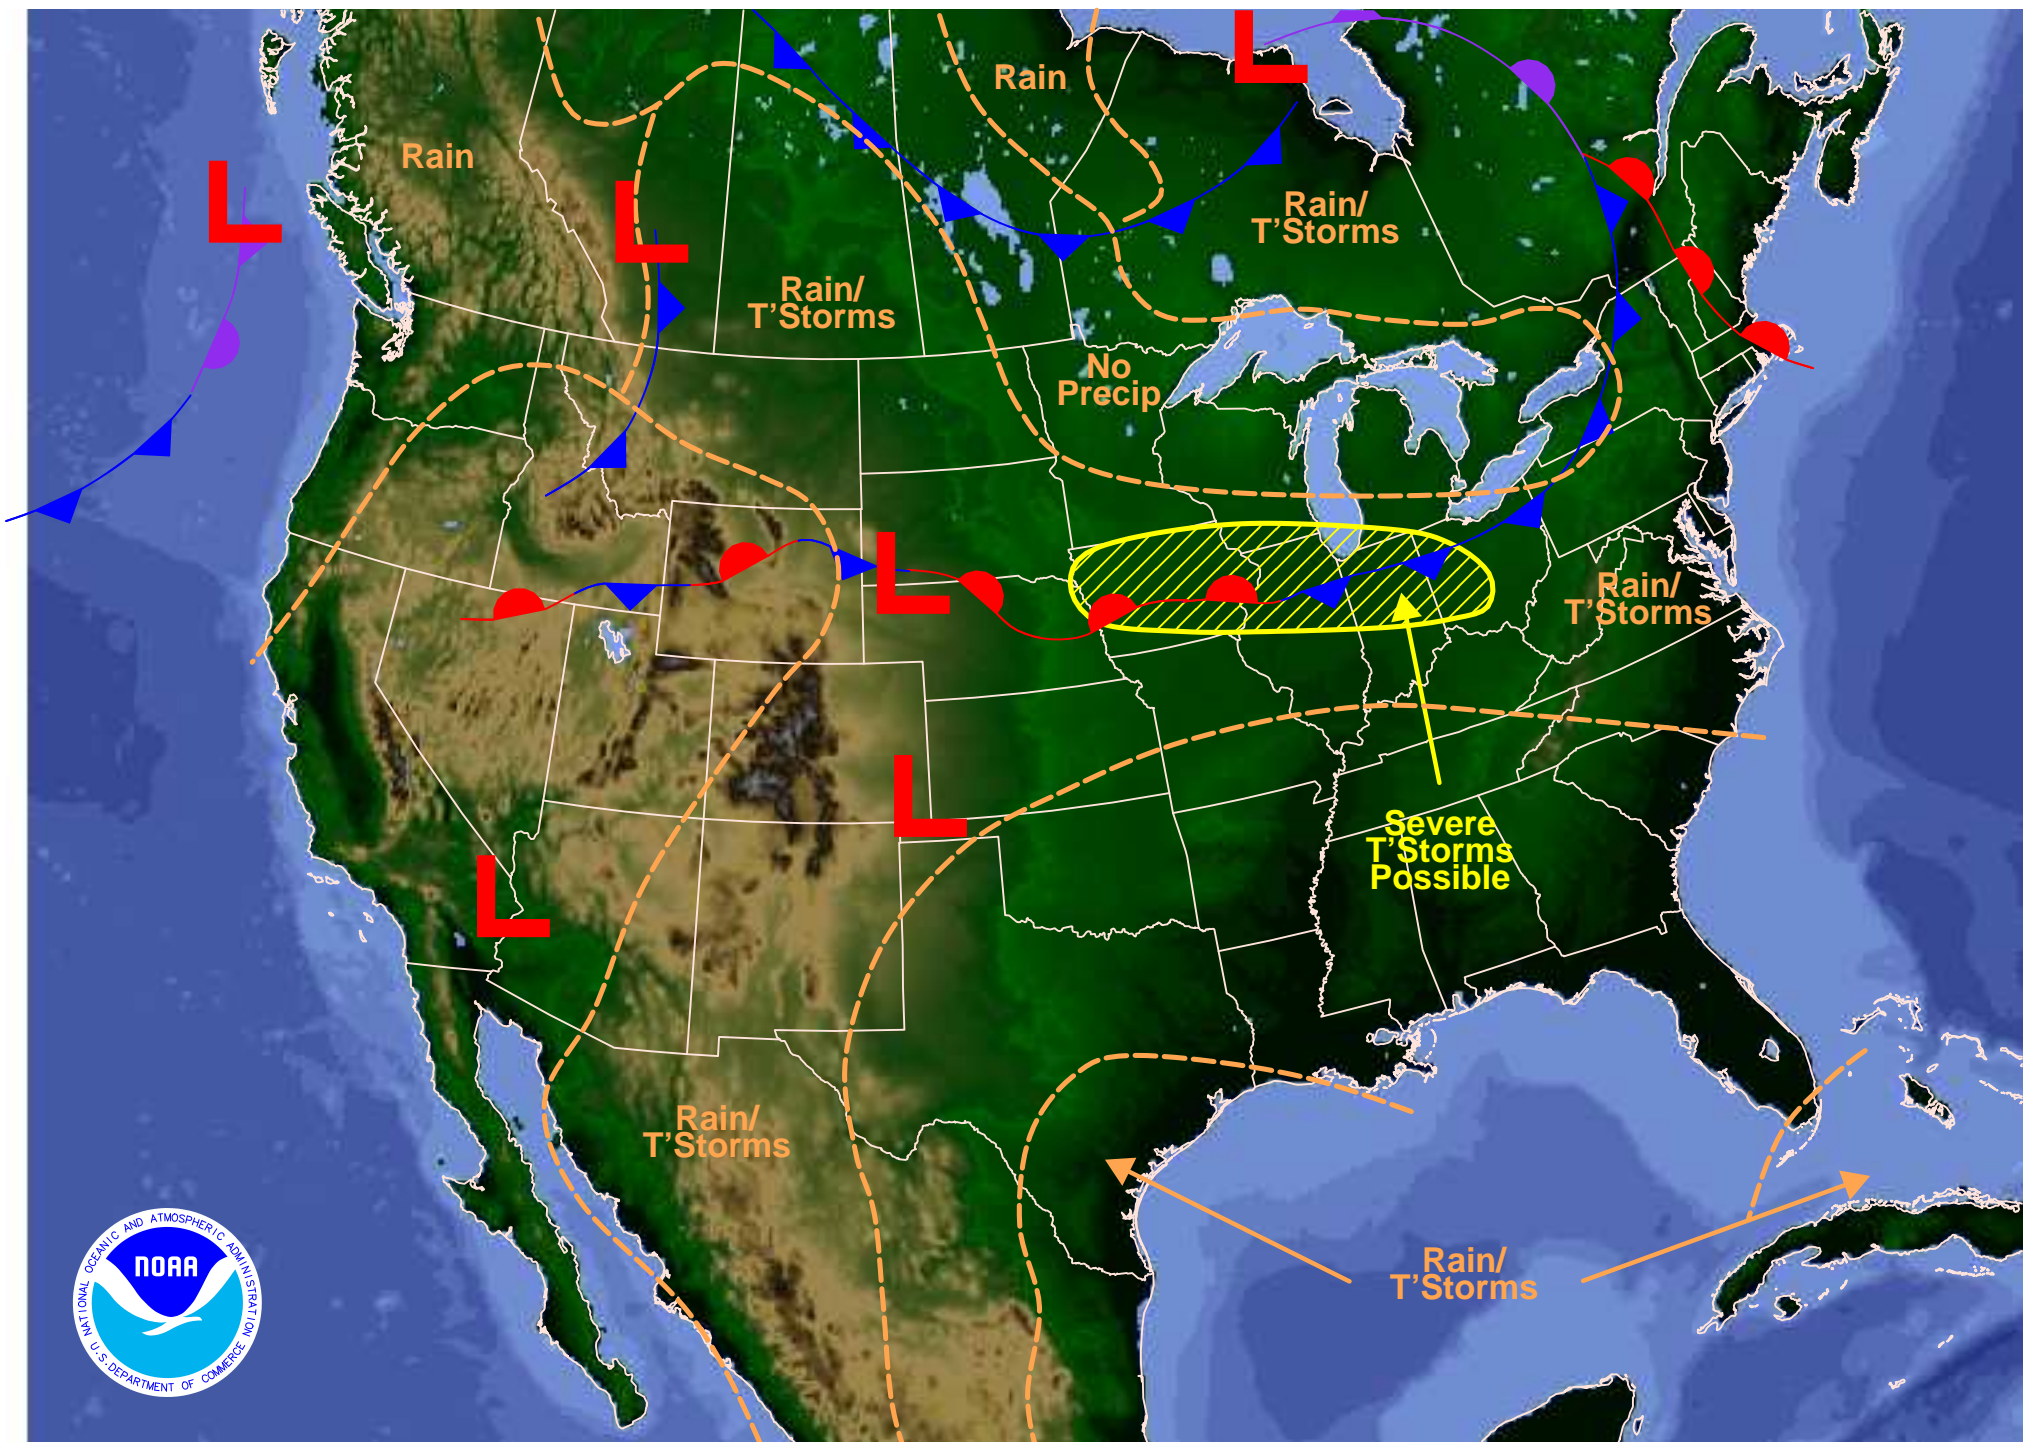 L
Rain
Rain
L
L
Rain/
T'Storms
Rain/
T'Storms
No
Precip
L
Rain/
T'Storms
L
Severe
T'Storms
Possible
L
Rain/
T'Storms
Rain/
T'Storms
NATIONAL OCEANIC AND ATMOSPHERIC ADMINISTRATION
NOAA
U.S. DEPARTMENT OF COMMERCE